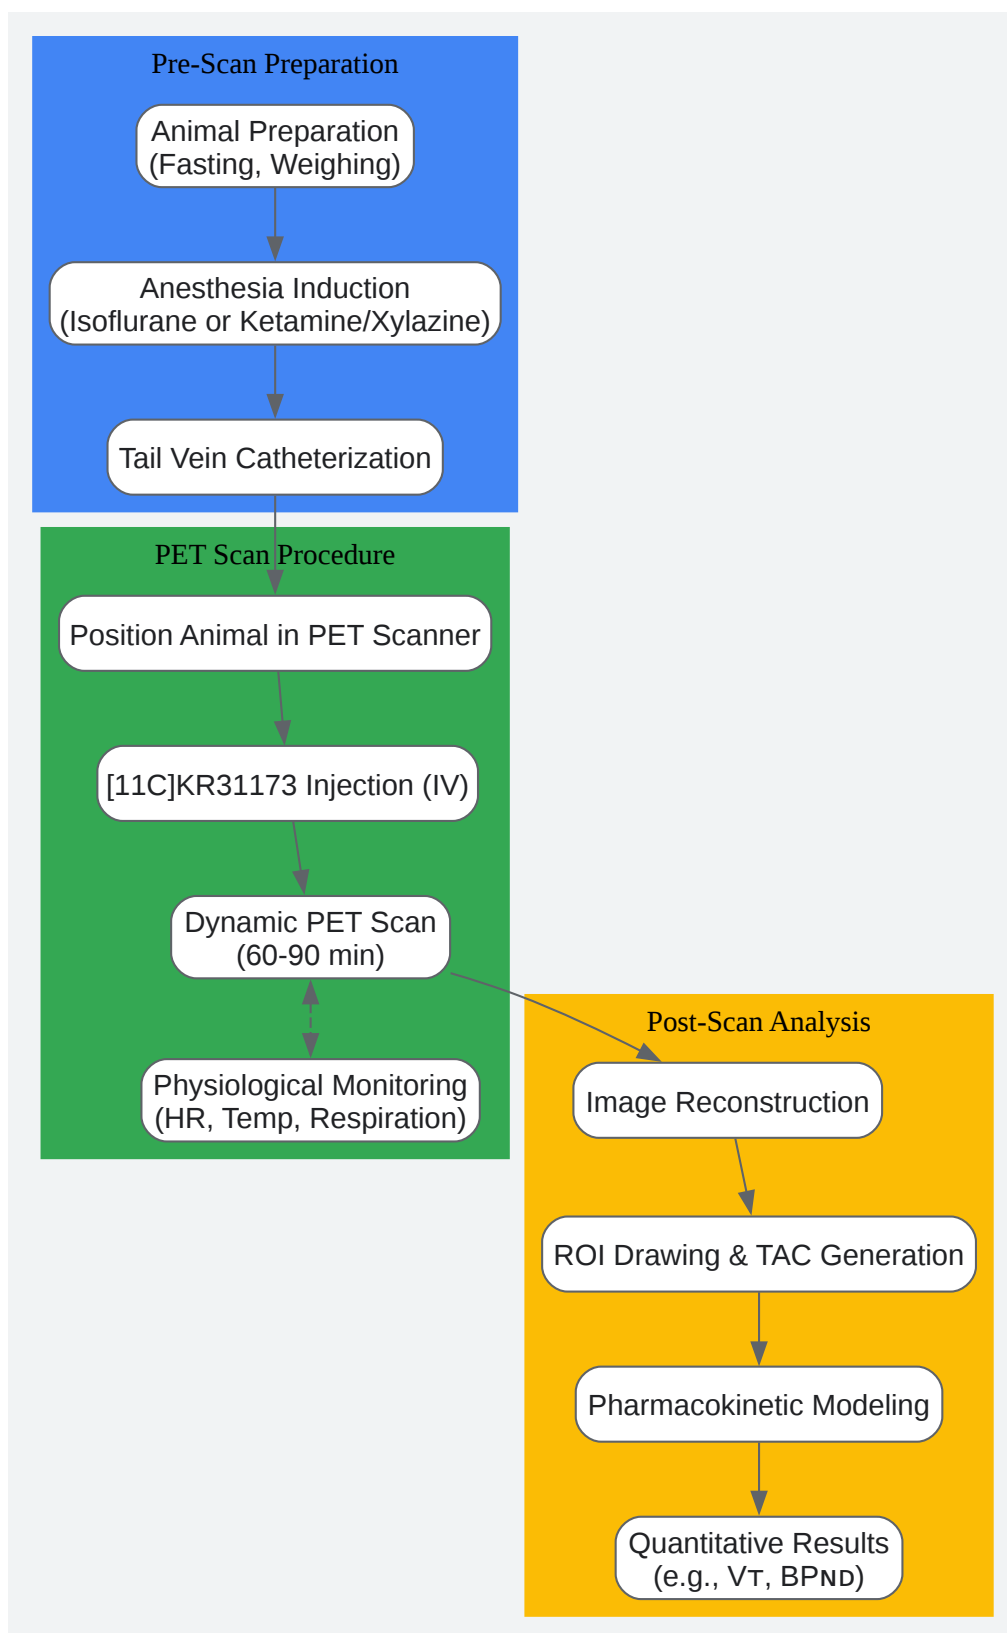 Pre-Scan Preparation
Animal Preparation
(Fasting, Weighing)
Anesthesia Induction
(Isoflurane or Ketamine/Xylazine)
Tail Vein Catheterization
PET Scan Procedure
Position Animal in PET Scanner
[11C]KR31173 Injection (IV)
Dynamic PET Scan
(60-90 min)
Physiological Monitoring
(HR, Temp, Respiration)
Post-Scan Analysis
Image Reconstruction
ROI Drawing & TAC Generation
Pharmacokinetic Modeling
Quantitative Results
(e.g., Vᴛ, BPɴᴅ)